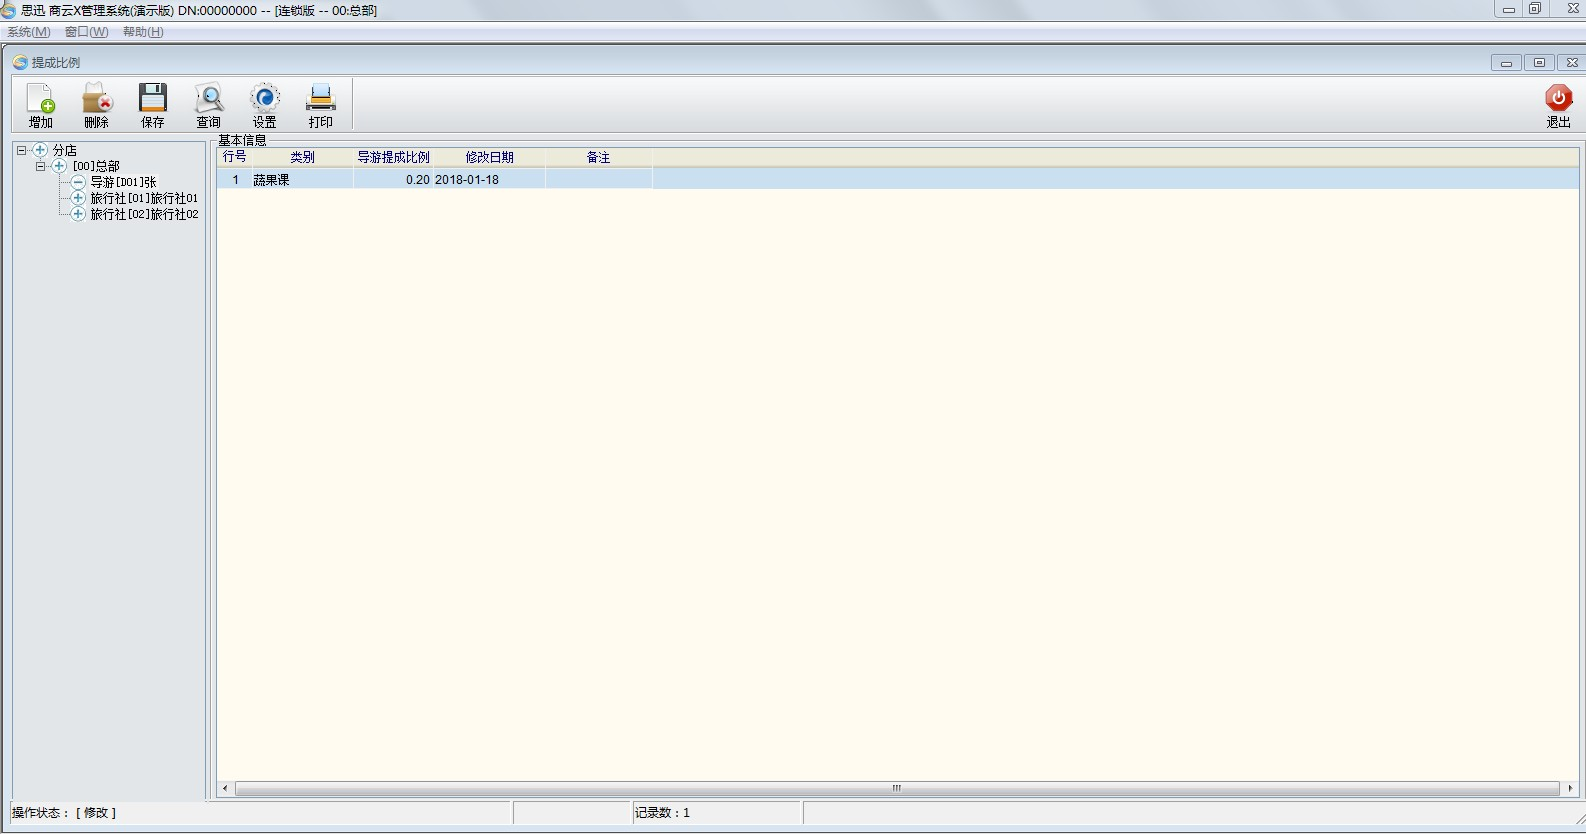 思迅 商云X管理系统(演示版) DN:00000000 -- [连锁版 -- 00:总部]
系统(M) 窗口(W) 帮助(H)
提成比例
增加 删除 保存 查询 设置 打印 退出
分店
[00]总部
导游[D01]张
旅行社[01]旅行社01
旅行社[02]旅行社02
基本信息
行号 类别 导游提成比例 修改日期 备注
1 蔬果课 0.20 2018-01-18
操作状态： [ 修改 ] 记录数：1